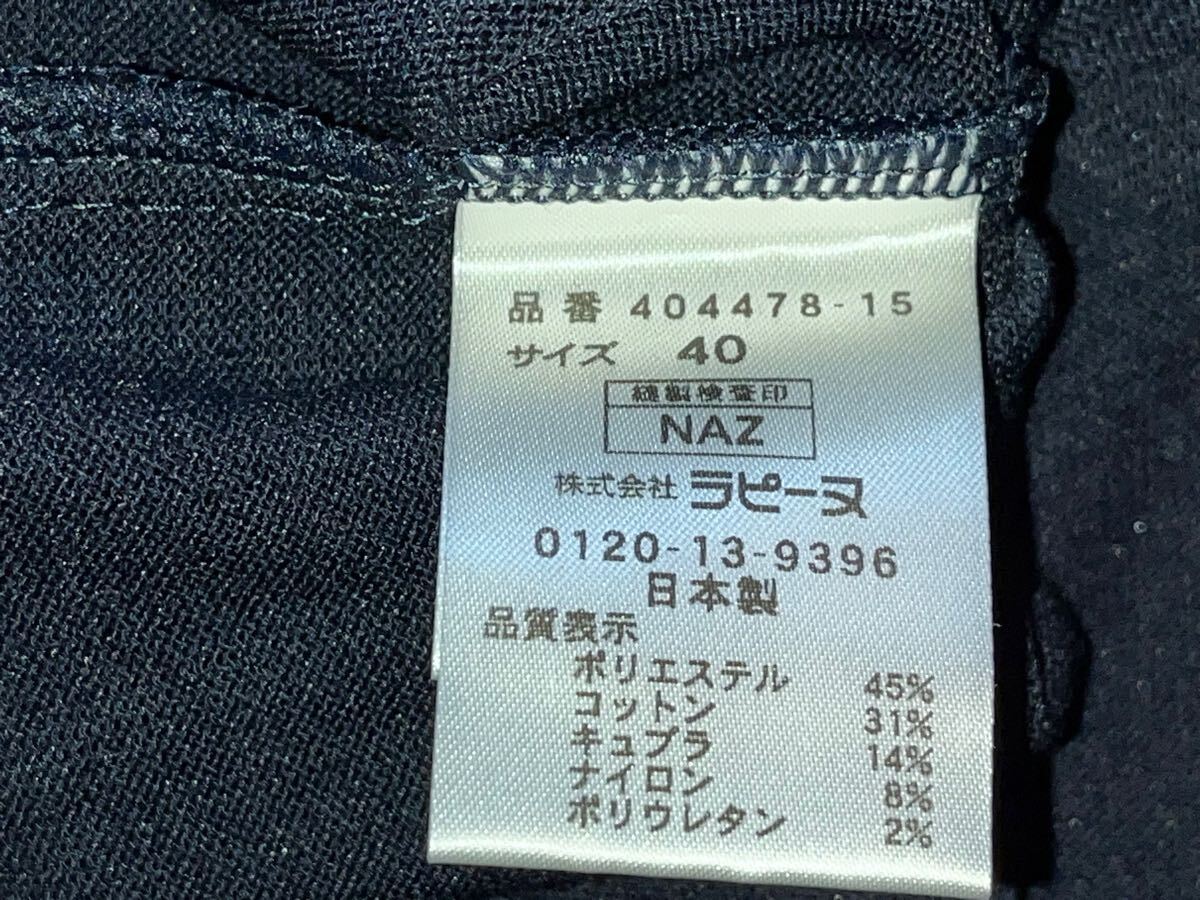 品番 404478-15
サイズ 40
縫製検査印
NAZ
株式会社 ラピーヌ
0120-13-9396
日本製
品質表示
ポリエステル 45%
コットン 31%
キュプラ 14%
ナイロン 8%
ポリウレタン 2%